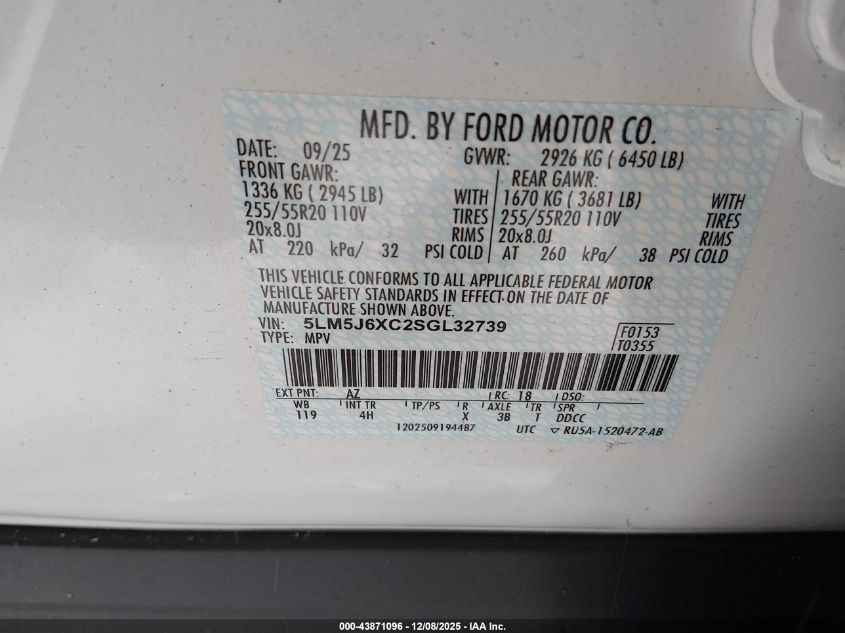 MFD. BY FORD MOTOR CO.
DATE: 09/25 GVWR: 2926 KG ( 6450 LB)
FRONT GAWR: REAR GAWR:
1336 KG ( 2945 LB) WITH 1670 KG ( 3681 LB) WITH
255/55R20 110V TIRES 255/55R20 110V TIRES
20x8.0J RIMS 20x8.0J RIMS
AT 220 kPa/ 32 PSI COLD AT 260 kPa/ 38 PSI COLD
THIS VEHICLE CONFORMS TO ALL APPLICABLE FEDERAL MOTOR
VEHICLE SAFETY STANDARDS IN EFFECT ON THE DATE OF
MANUFACTURE SHOWN ABOVE.
VIN: 5LM5J6XC2SGL32739 F0153
TYPE: MPV T0355
EXT PNT: AZ RC: 18 DSO:
WB INT TR TP/PS R AXLE TR SPR
119 4H X 3B T DDCC
1202509194487 UTC ▽ RU5A-1520472-AB
000-43871096 - 12/08/2025 - IAA Inc.